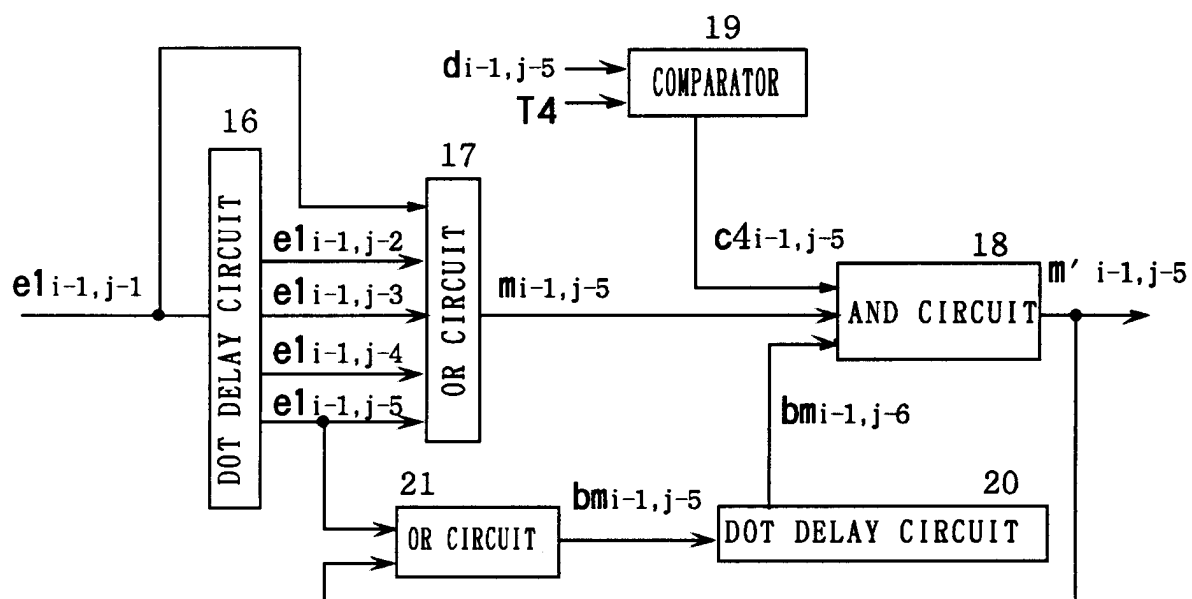 19
di-1,j-5
T4
COMPARATOR
16
17
e1i-1,j-1
DOT DELAY CIRCUIT
e1i-1,j-2
e1i-1,j-3
e1i-1,j-4
e1i-1,j-5
OR CIRCUIT
mi-1,j-5
c4i-1,j-5
18
AND CIRCUIT
m′ i-1,j-5
bmi-1,j-6
21
OR CIRCUIT
bmi-1,j-5
20
DOT DELAY CIRCUIT